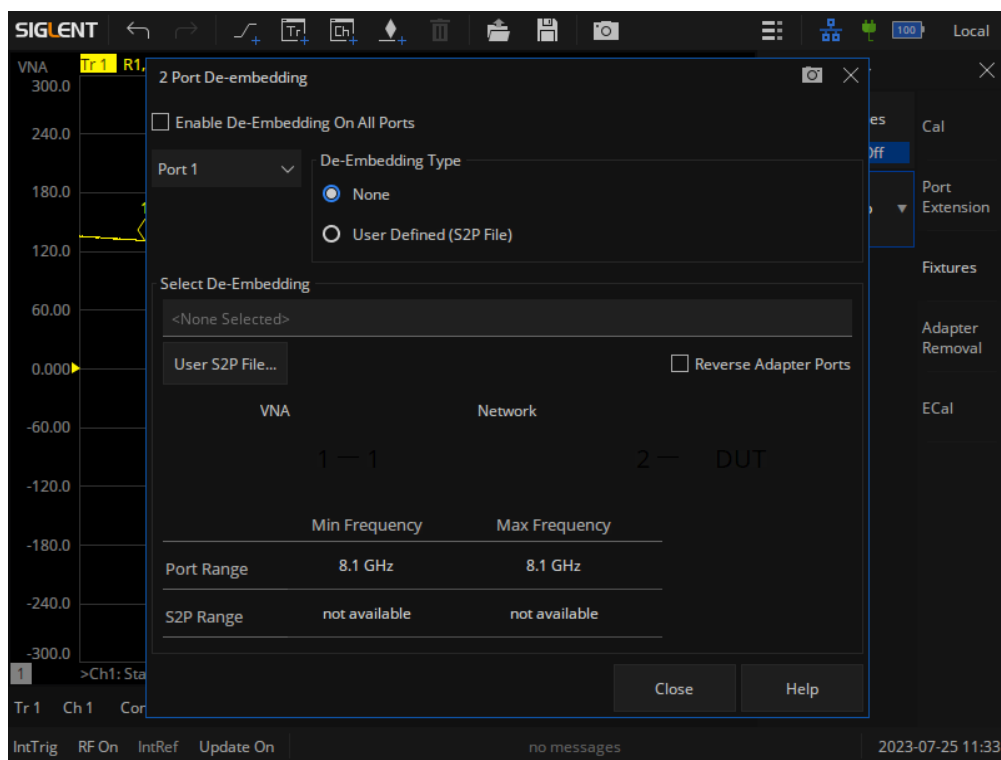 SIGLENT Tr Ch 100 Local
VNA Tr 1 R1,
2 Port De-embedding
Enable De-Embedding On All Ports
Port 1
De-Embedding Type
None
User Defined (S2P File)
Select De-Embedding
<None Selected>
User S2P File...
Reverse Adapter Ports
VNA Network
1 — 1 2 — DUT
Min Frequency Max Frequency
Port Range 8.1 GHz 8.1 GHz
S2P Range not available not available
Close Help
300.0
240.0
180.0
120.0
60.00
0.000
-60.00
-120.0
-180.0
-240.0
-300.0
es
Off
Cal
Port
Extension
Fixtures
Adapter
Removal
ECal
1 >Ch1: Sta
Tr 1 Ch 1 Cor
IntTrig RF On IntRef Update On no messages 2023-07-25 11:33